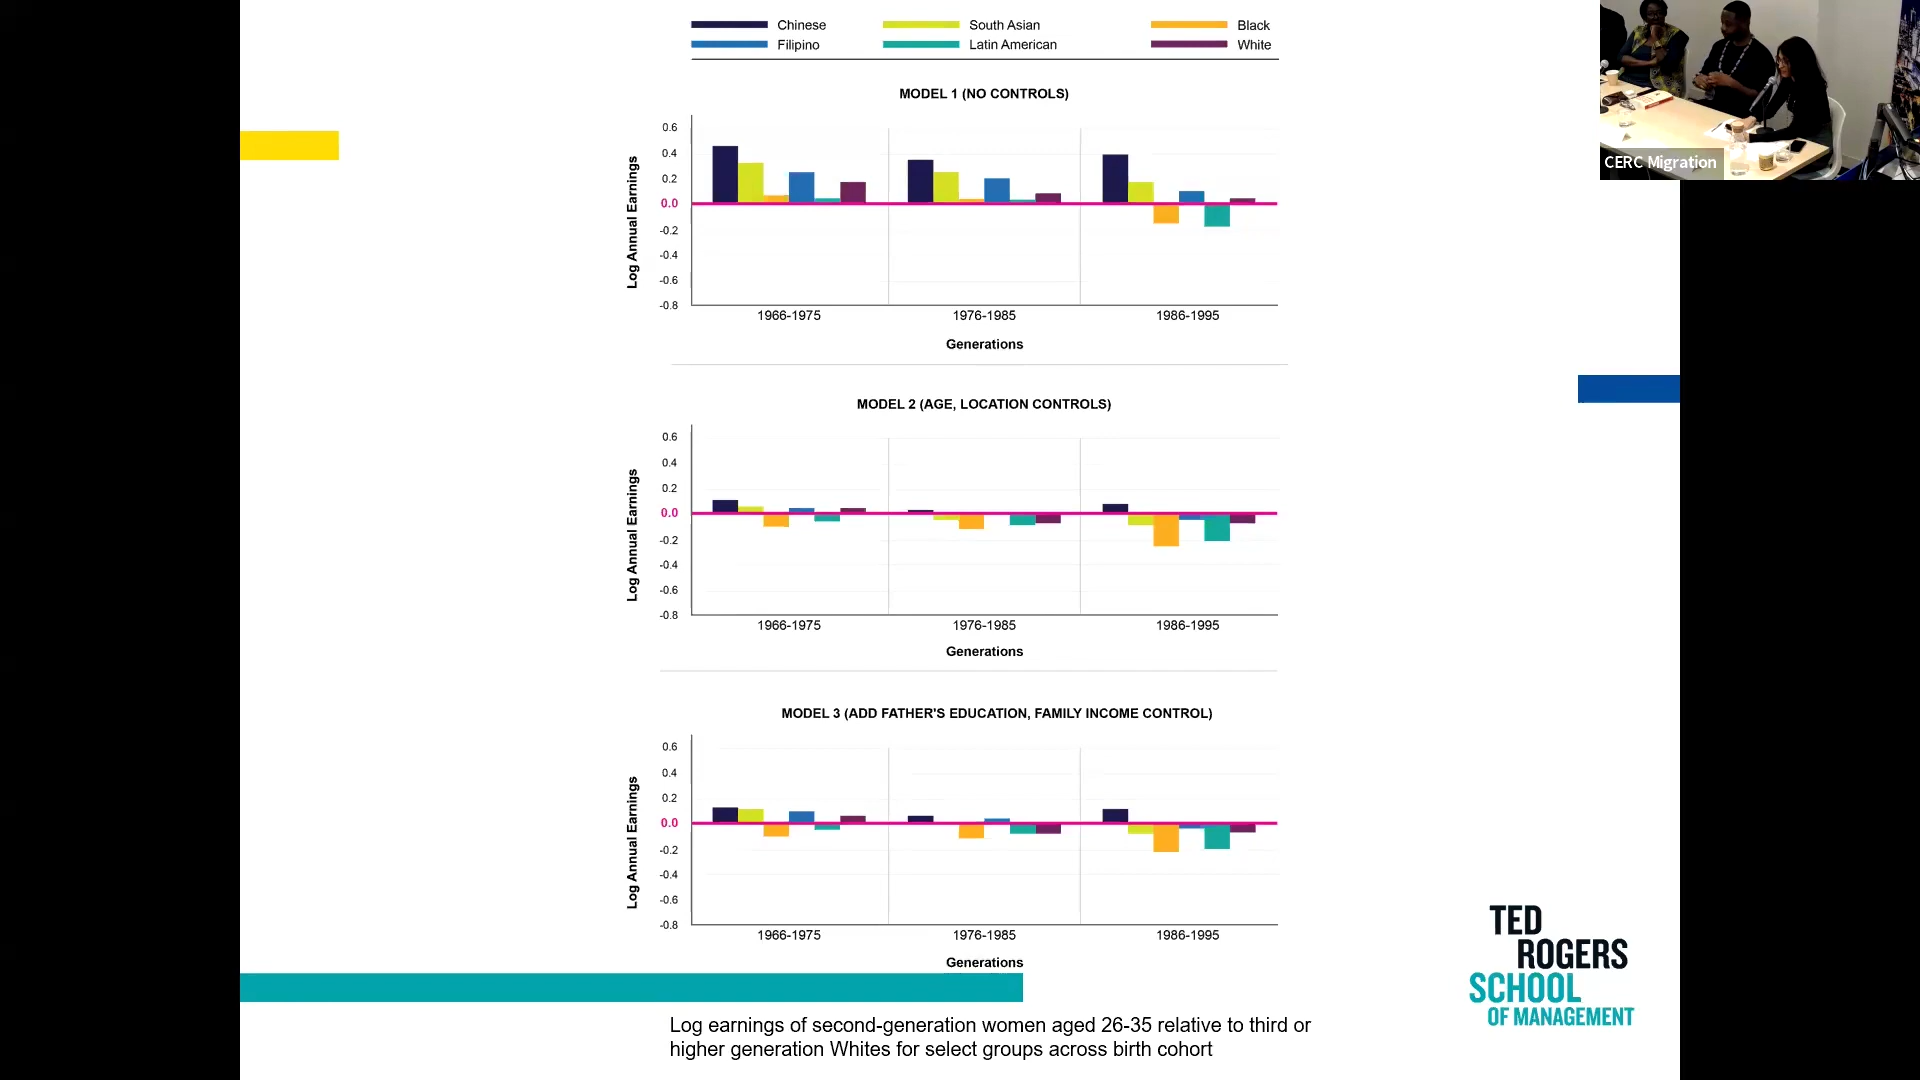 Chinese
South Asian
Black
Filipino
Latin American
White
MODEL 1 (NO CONTROLS)
Log Annual Earnings
0.6
0.4
0.2
0.0
-0.2
-0.4
-0.6
-0.8
1966-1975
1976-1985
1986-1995
Generations
MODEL 2 (AGE, LOCATION CONTROLS)
Log Annual Earnings
0.6
0.4
0.2
0.0
-0.2
-0.4
-0.6
-0.8
1966-1975
1976-1985
1986-1995
Generations
MODEL 3 (ADD FATHER'S EDUCATION, FAMILY INCOME CONTROL)
Log Annual Earnings
0.6
0.4
0.2
0.0
-0.2
-0.4
-0.6
-0.8
1966-1975
1976-1985
1986-1995
Generations
Log earnings of second-generation women aged 26-35 relative to third or
higher generation Whites for select groups across birth cohort
TED
ROGERS
SCHOOL
OF MANAGEMENT
CERC Migration